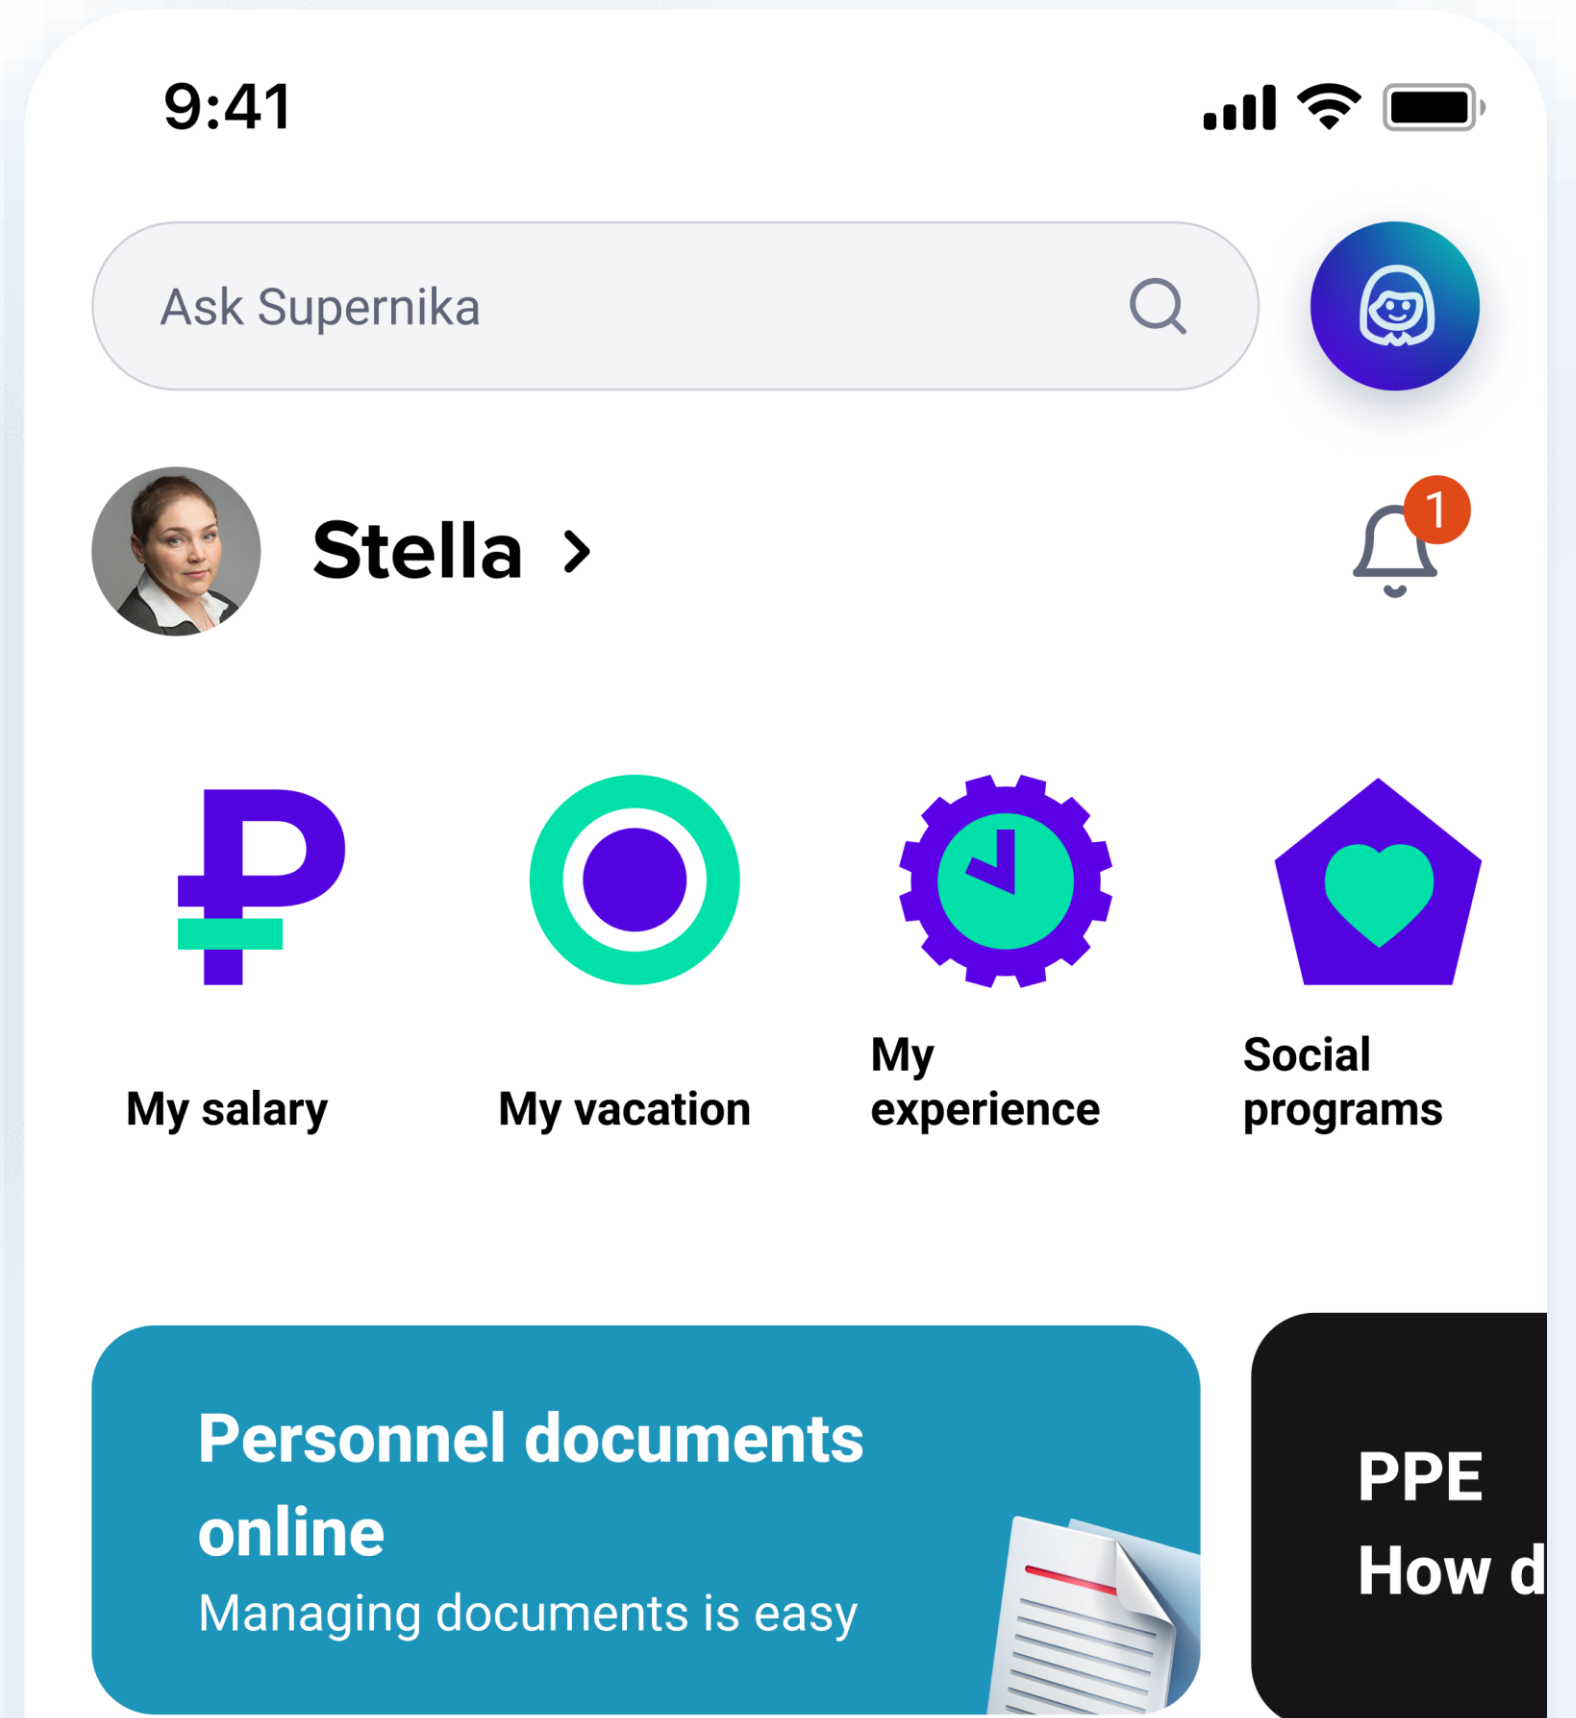 9:41
Ask Supernika
Stella
1
My salary
My vacation
My
experience
Social
programs
Personnel documents
online
Managing documents is easy
PPE
How d